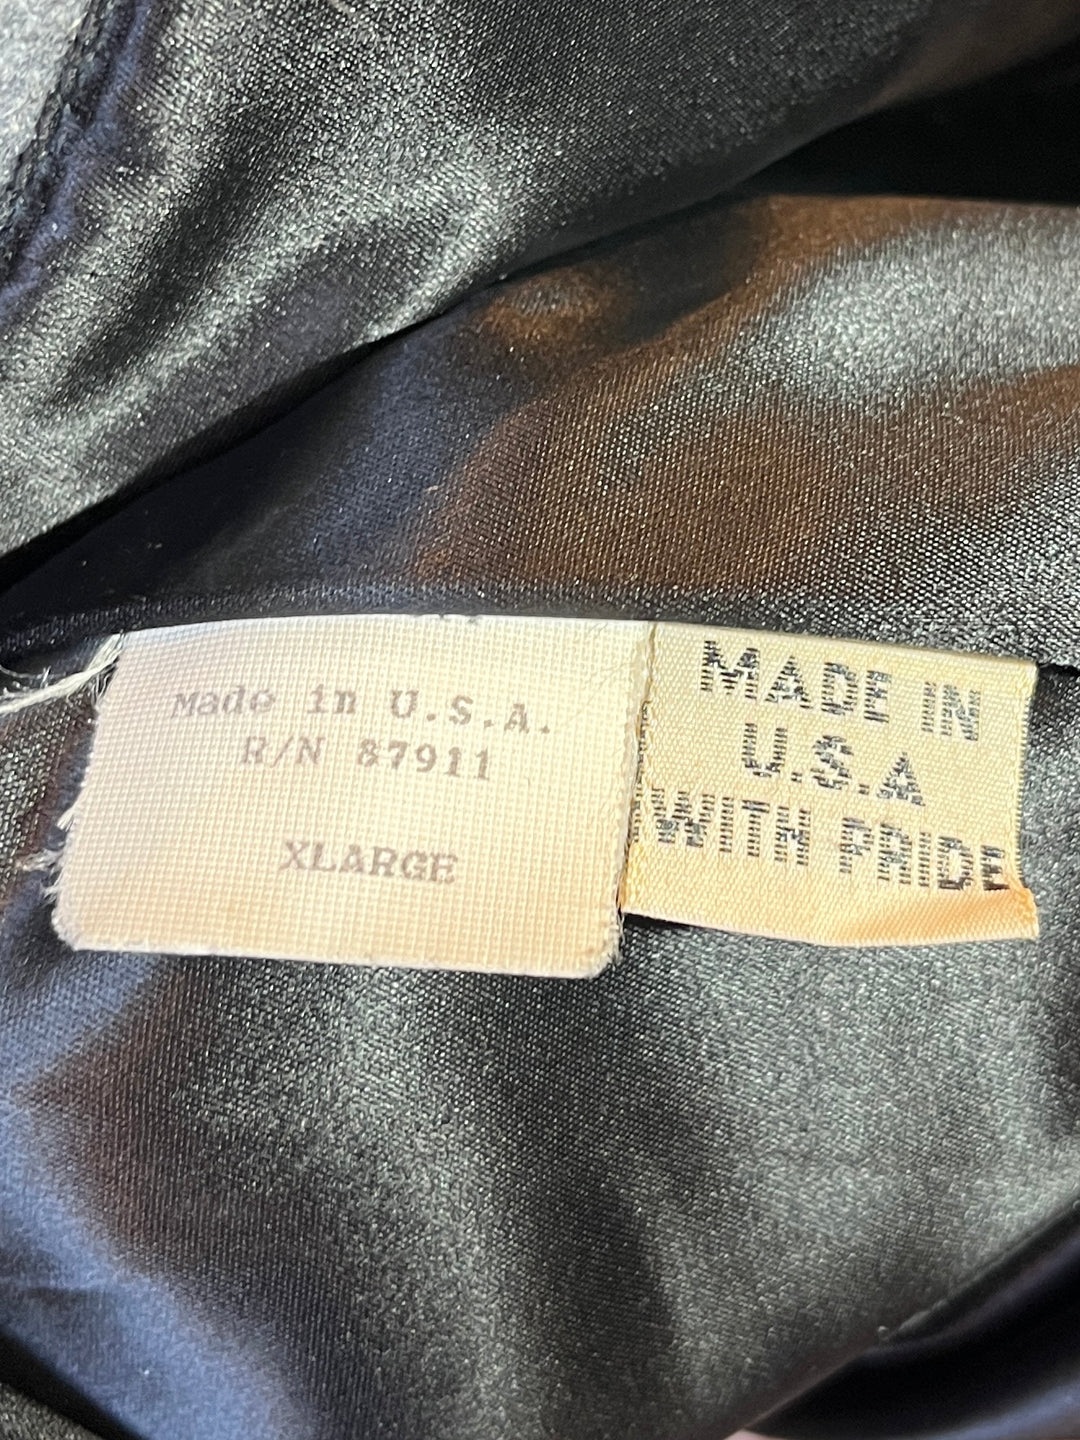 Made in U.S.A.
R/N 87911
XLARGE
MADE IN
U.S.A
WITH PRIDE